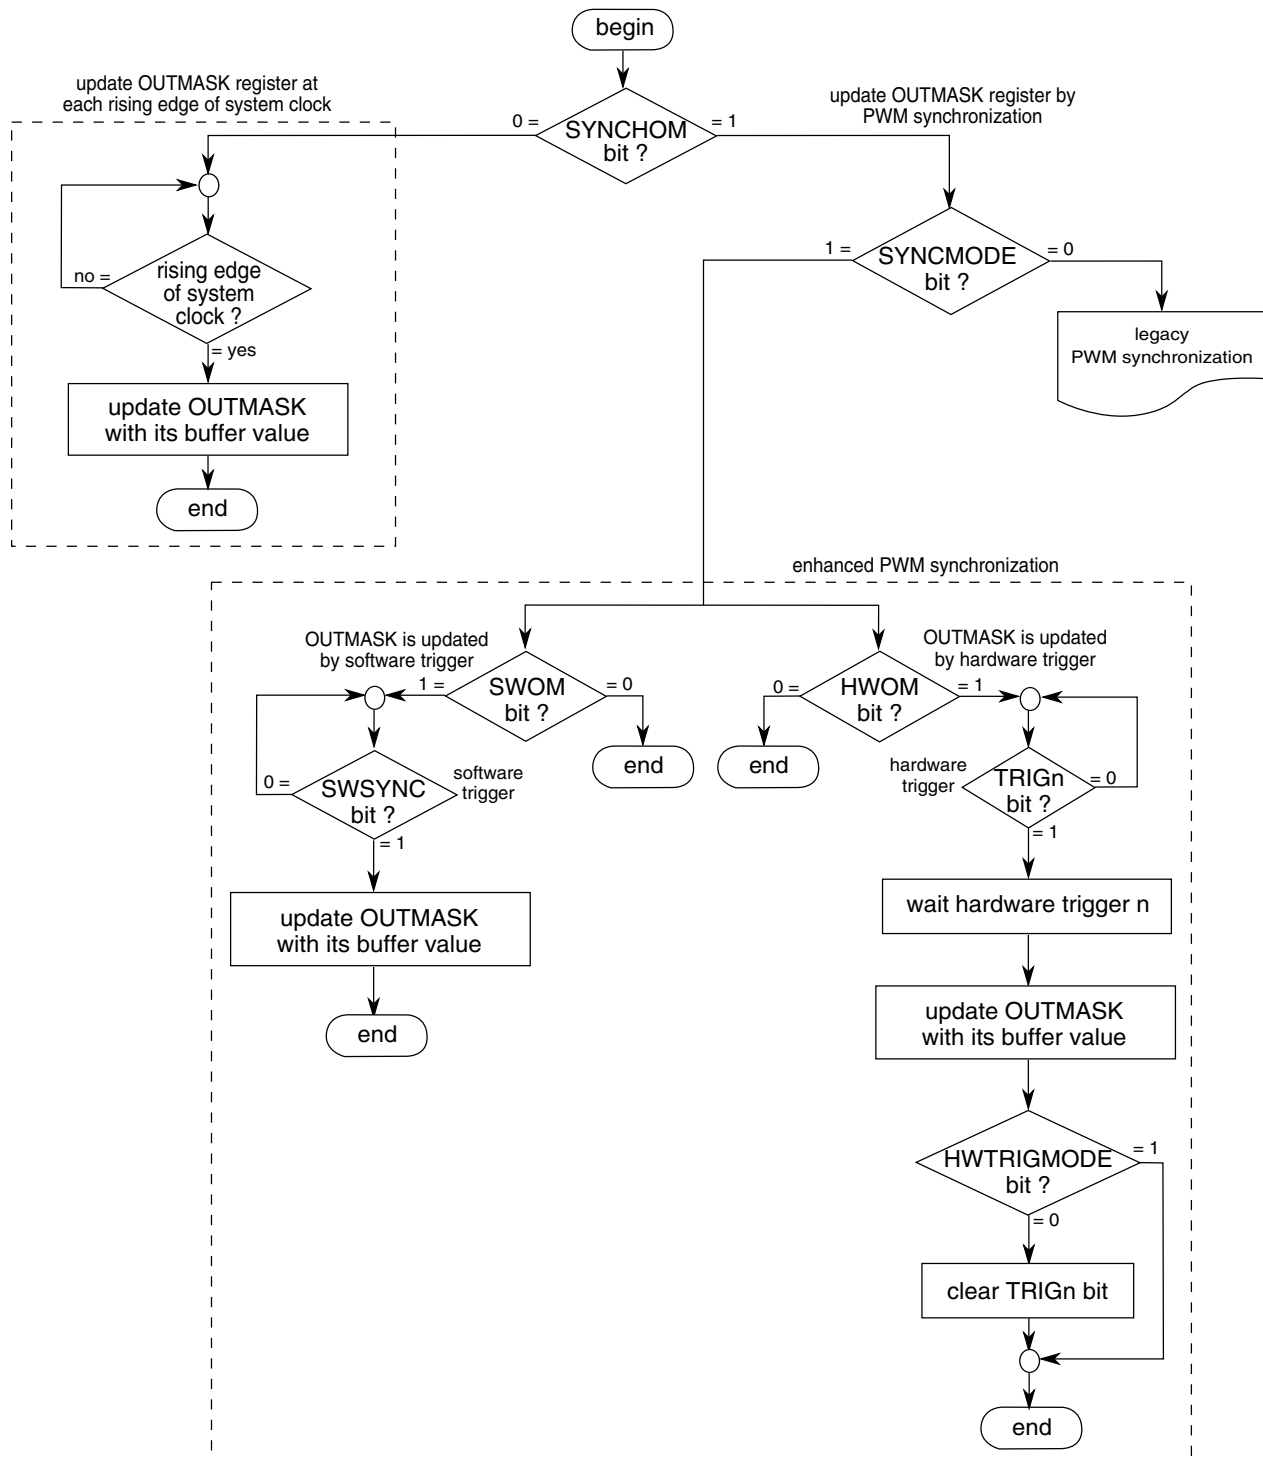 begin
update OUTMASK register at
each rising edge of system clock
0 =
SYNCHOM
bit ?
= 1
update OUTMASK register by
PWM synchronization
no =
rising edge
of system
clock ?
= yes
update OUTMASK
with its buffer value
end
1 =
SYNCMODE
bit ?
= 0
legacy
PWM synchronization
enhanced PWM synchronization
OUTMASK is updated
by software trigger
1 =
SWOM
bit ?
= 0
end
0 =
SWSYNC
bit ?
software
trigger
= 1
update OUTMASK
with its buffer value
end
OUTMASK is updated
by hardware trigger
0 =
HWOM
bit ?
= 1
end
hardware
trigger
TRIGn
bit ?
= 0
= 1
wait hardware trigger n
update OUTMASK
with its buffer value
HWTRIGMODE
bit ?
= 1
= 0
clear TRIGn bit
end